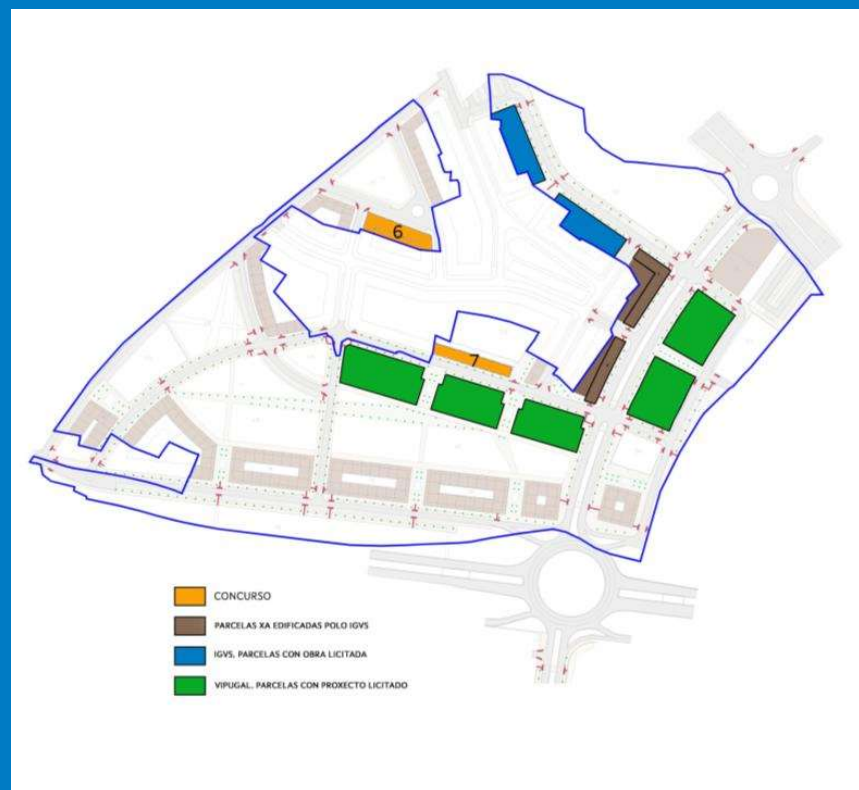 6
7
CONCURSO
PARCELAS XA EDIFICADAS POLO IGVS
IGVS. PARCELAS CON OBRA LICITADA
VIPUGAL. PARCELAS CON PROXECTO LICITADO